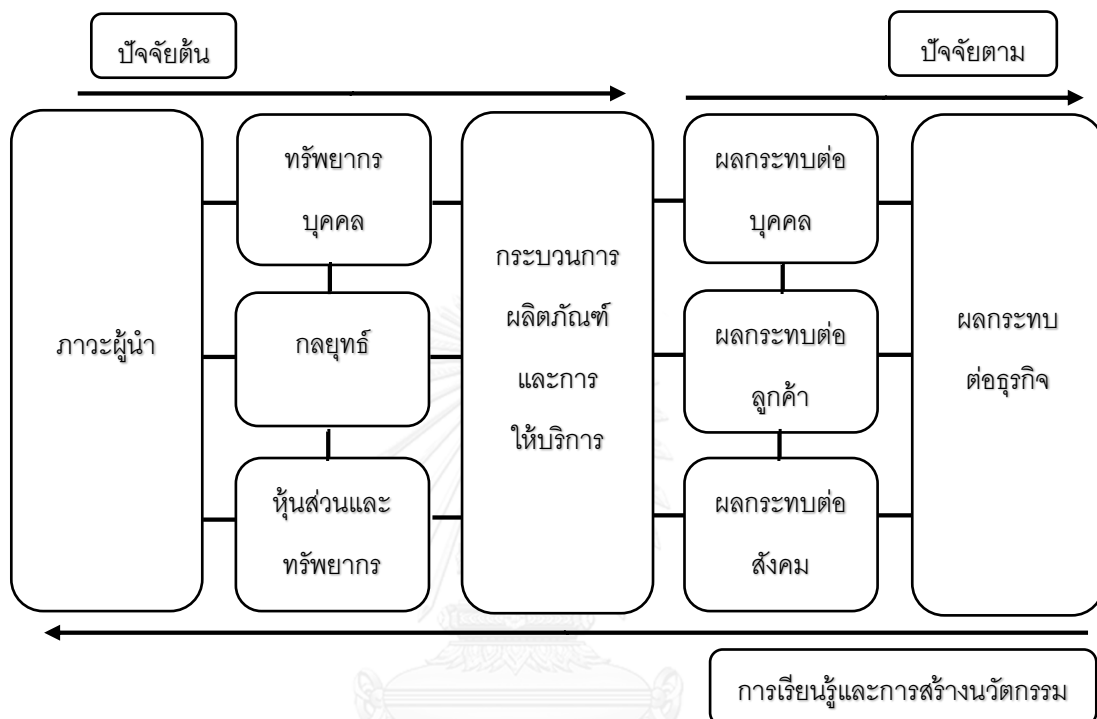 ปัจจัยต้น
ปัจจัยตาม
ภาวะผู้นำ
ทรัพยากร
บุคคล
กลยุทธ์
หุ้นส่วนและ
ทรัพยากร
กระบวนการ
ผลิตภัณฑ์
และการ
ให้บริการ
ผลกระทบต่อ
บุคคล
ผลกระทบต่อ
ลูกค้า
ผลกระทบต่อ
สังคม
ผลกระทบ
ต่อธุรกิจ
การเรียนรู้และการสร้างนวัตกรรม